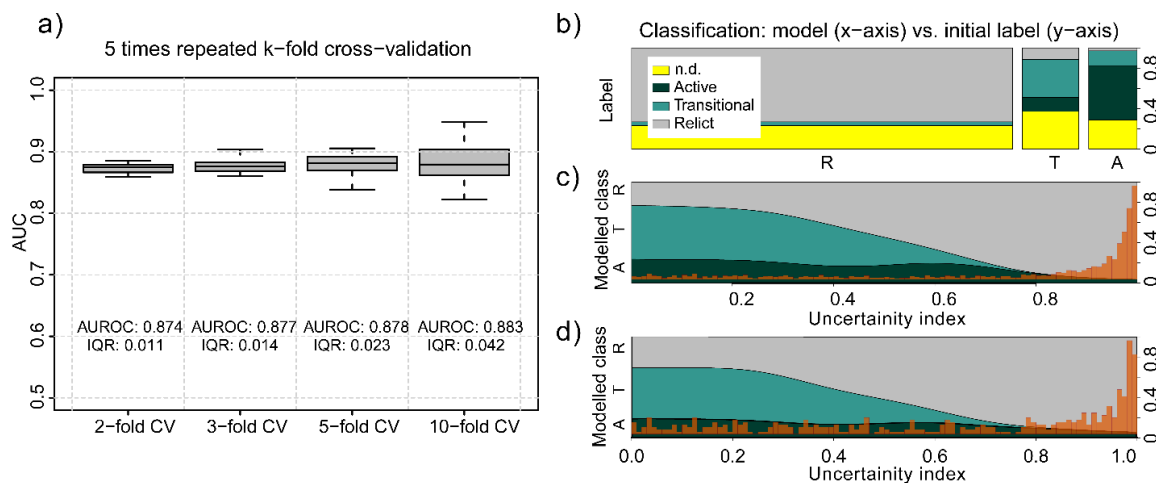 a)
5 times repeated k−fold cross−validation
AUC
1.0
0.9
0.8
0.7
0.6
0.5
AUROC: 0.874
IQR: 0.011
AUROC: 0.877
IQR: 0.014
AUROC: 0.878
IQR: 0.023
AUROC: 0.883
IQR: 0.042
2−fold CV
3−fold CV
5−fold CV
10−fold CV
b)
Classification: model (x−axis) vs. initial label (y−axis)
Label
n.d.
Active
Transitional
Relict
0.8
0.4
0
R
T
A
c)
Modelled class
R
T
A
0.8
0.4
0
0.2
0.4
0.6
0.8
Uncertainity index
d)
Modelled class
R
T
A
0.8
0.4
0
0.0
0.2
0.4
0.6
0.8
1.0
Uncertainity index